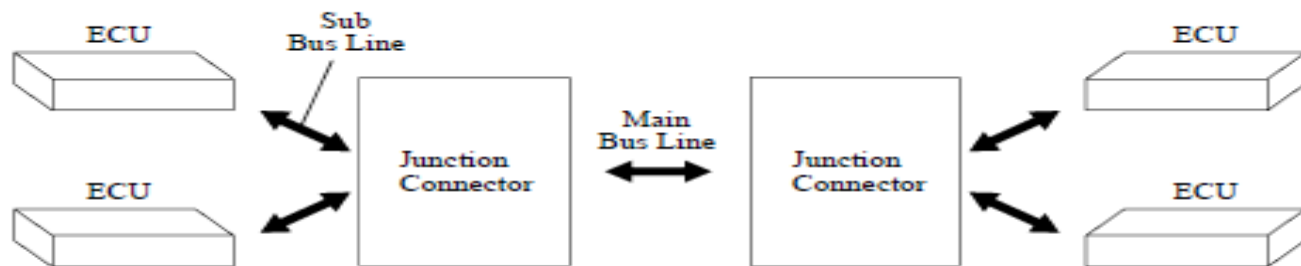 ECU
Sub
Bus Line
ECU
Junction
Connector
Main
Bus Line
Junction
Connector
ECU
ECU